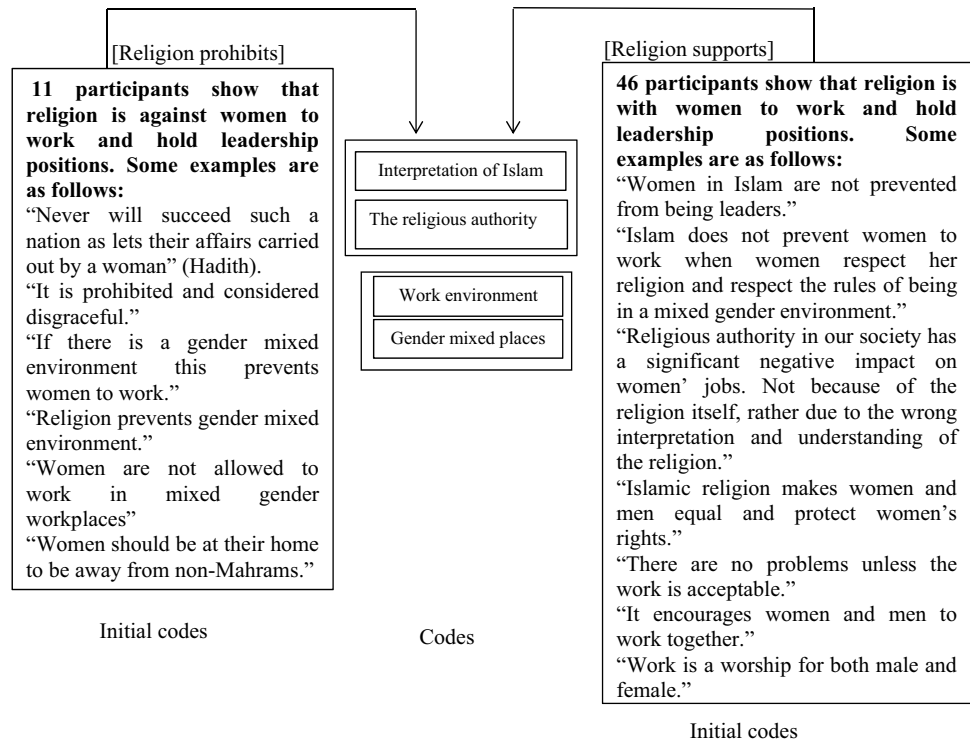 [Religion prohibits]
11 participants show that
religion is against women to
work and hold leadership
positions. Some examples are
as follows:
“Never will succeed such a
nation as lets their affairs carried
out by a woman” (Hadith).
“It is prohibited and considered
disgraceful.”
“If there is a gender mixed
environment this prevents
women to work.”
“Religion prevents gender mixed
environment.”
“Women are not allowed to
work in mixed gender
workplaces”
“Women should be at their home
to be away from non-Mahrams.”
Initial codes
Interpretation of Islam
The religious authority
Work environment
Gender mixed places
Codes
[Religion supports]
46 participants show that religion is
with women to work and hold
leadership positions. Some
examples are as follows:
“Women in Islam are not prevented
from being leaders.”
“Islam does not prevent women to
work when women respect her
religion and respect the rules of being
in a mixed gender environment.”
“Religious authority in our society has
a significant negative impact on
women’ jobs. Not because of the
religion itself, rather due to the wrong
interpretation and understanding of
the religion.”
“Islamic religion makes women and
men equal and protect women’s
rights.”
“There are no problems unless the
work is acceptable.”
“It encourages women and men to
work together.”
“Work is a worship for both male and
female.”
Initial codes